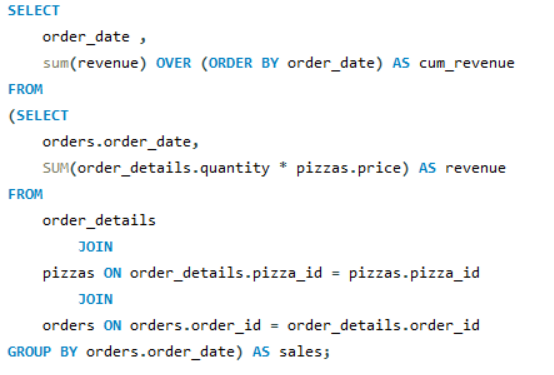 SELECT
    order_date ,
    sum(revenue) OVER (ORDER BY order_date) AS cum_revenue
FROM
(SELECT
    orders.order_date,
    SUM(order_details.quantity * pizzas.price) AS revenue
FROM
    order_details
        JOIN
    pizzas ON order_details.pizza_id = pizzas.pizza_id
        JOIN
    orders ON orders.order_id = order_details.order_id
GROUP BY orders.order_date) AS sales;